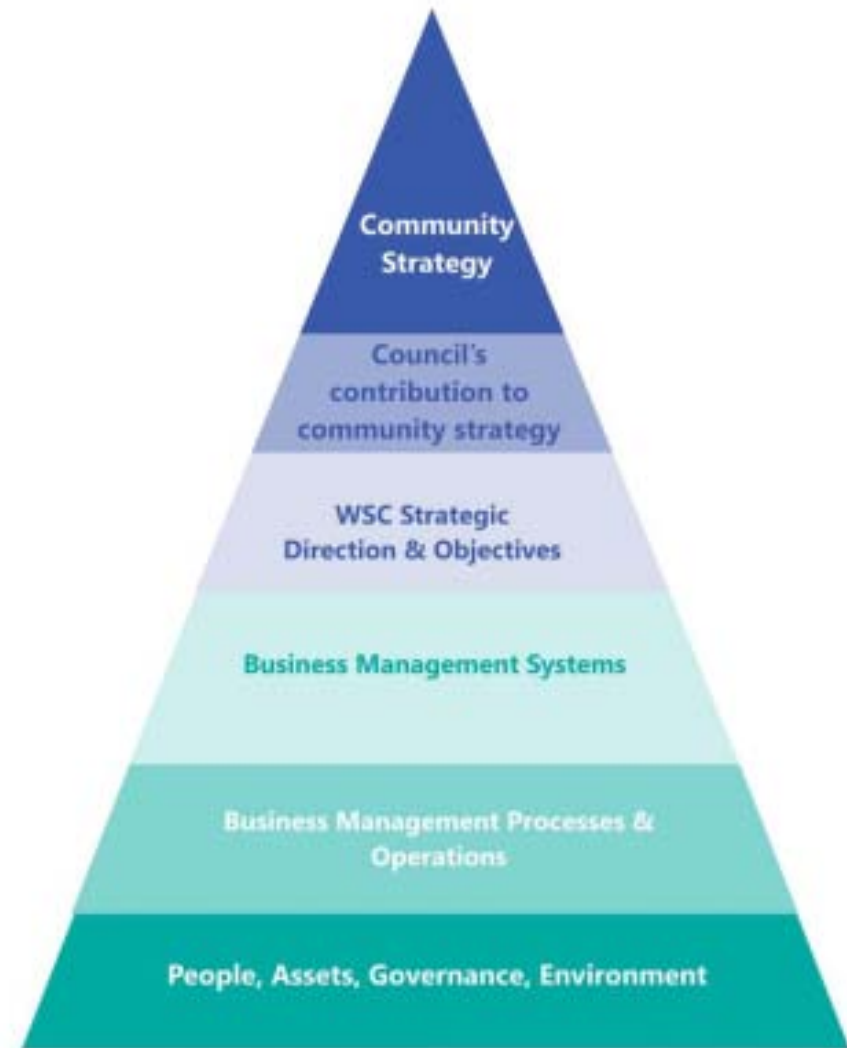 Community
Strategy
Council's
contribution to
community strategy
WSC Strategic
Direction & Objectives
Business Management Systems
Business Management Processes &
Operations
People, Assets, Governance, Environment